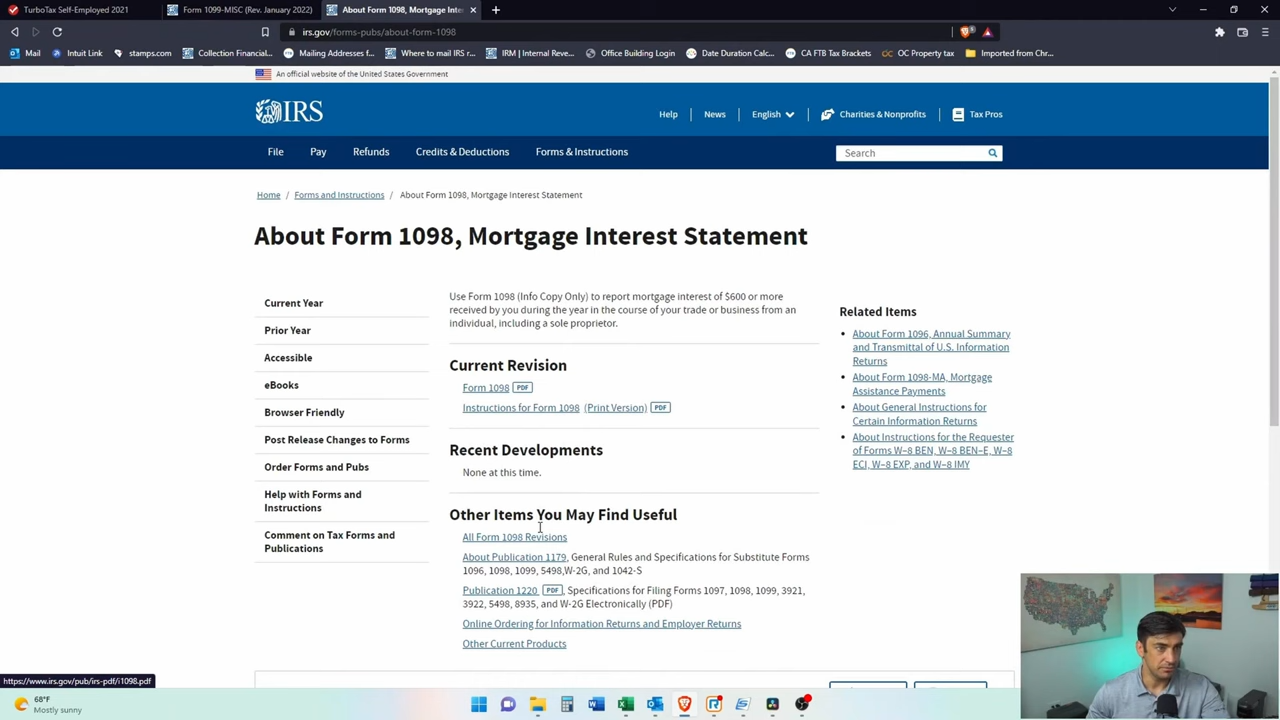 TurboTax Self-Employed 2021
Form 1099-MISC (Rev. January 2022)
About Form 1098, Mortgage Inte
irs.gov/forms-pubs/about-form-1098
Mail
Intuit Link
stamps.com
Collection Financial...
Mailing Addresses f...
Where to mail IRS r...
IRM | Internal Reve...
Office Building Login
Date Duration Calc...
CA FTB Tax Brackets
OC Property tax
Imported from Chr...
An official website of the United States Government
IRS
Help
News
English
Charities & Nonprofits
Tax Pros
File
Pay
Refunds
Credits & Deductions
Forms & Instructions
Search
Home / Forms and Instructions / About Form 1098, Mortgage Interest Statement
About Form 1098, Mortgage Interest Statement
Current Year
Prior Year
Accessible
eBooks
Browser Friendly
Post Release Changes to Forms
Order Forms and Pubs
Help with Forms and
Instructions
Comment on Tax Forms and
Publications
Use Form 1098 (Info Copy Only) to report mortgage interest of $600 or more
received by you during the year in the course of your trade or business from an
individual, including a sole proprietor.
Current Revision
Form 1098 PDF
Instructions for Form 1098 (Print Version) PDF
Recent Developments
None at this time.
Other Items You May Find Useful
All Form 1098 Revisions
About Publication 1179, General Rules and Specifications for Substitute Forms
1096, 1098, 1099, 5498,W-2G, and 1042-S
Publication 1220 PDF, Specifications for Filing Forms 1097, 1098, 1099, 3921,
3922, 5498, 8935, and W-2G Electronically (PDF)
Online Ordering for Information Returns and Employer Returns
Other Current Products
Related Items
About Form 1096, Annual Summary
and Transmittal of U.S. Information
Returns
About Form 1098-MA, Mortgage
Assistance Payments
About General Instructions for
Certain Information Returns
About Instructions for the Requester
of Forms W–8 BEN, W–8 BEN–E, W–8
ECI, W–8 EXP, and W–8 IMY
https://www.irs.gov/pub/irs-pdf/i1098.pdf
68°F
Mostly sunny